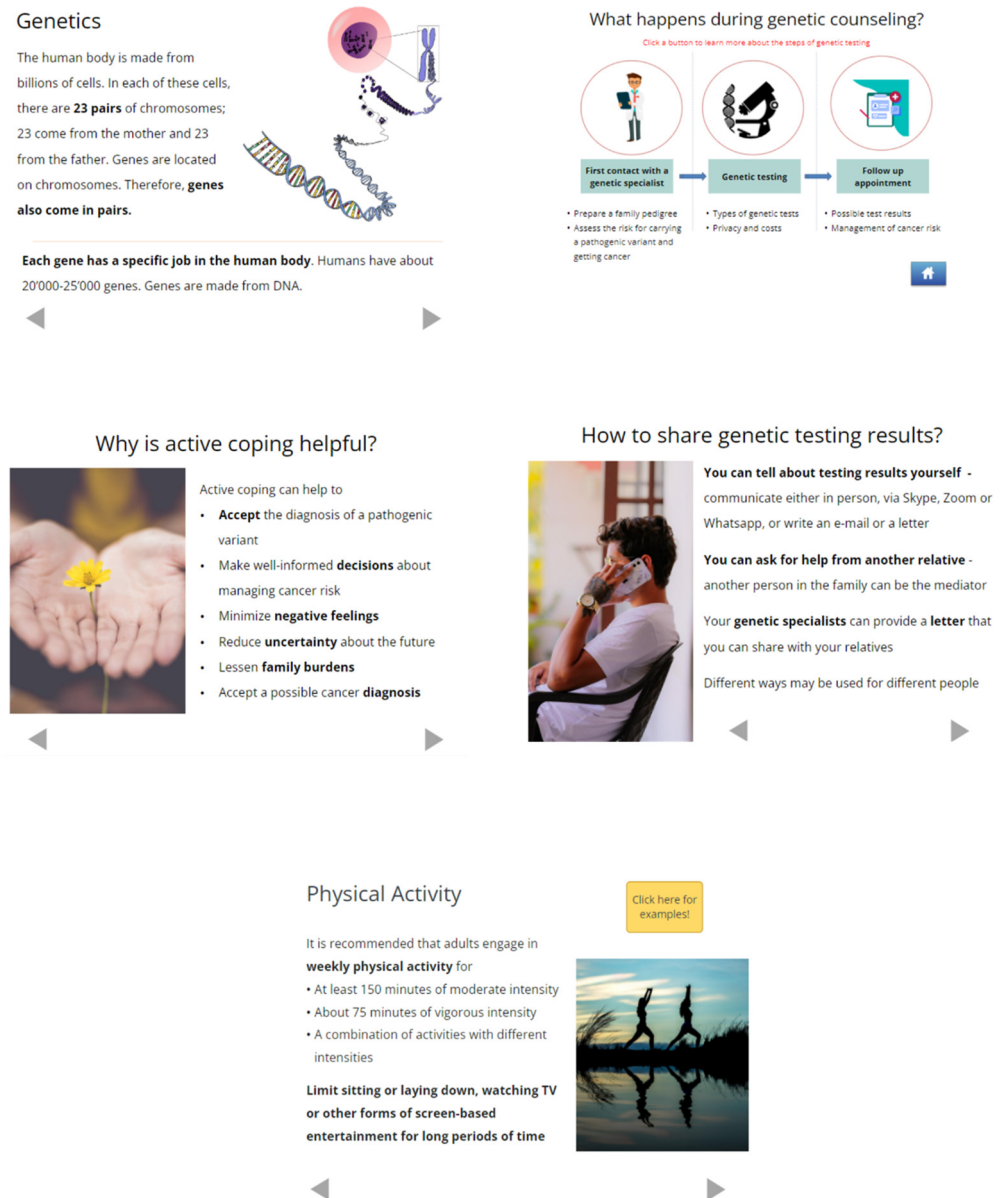 Genetics
The human body is made from
billions of cells. In each of these cells,
there are 23 pairs of chromosomes;
23 come from the mother and 23
from the father. Genes are located
on chromosomes. Therefore, genes
also come in pairs.
Each gene has a specific job in the human body. Humans have about
20'000-25'000 genes. Genes are made from DNA.
What happens during genetic counseling?
Click a button to learn more about the steps of genetic testing
First contact with a
genetic specialist
• Prepare a family pedigree
• Assess the risk for carrying
a pathogenic variant and
getting cancer
Genetic testing
• Types of genetic tests
• Privacy and costs
Follow up
appointment
• Possible test results
• Management of cancer risk
Why is active coping helpful?
Active coping can help to
• Accept the diagnosis of a pathogenic
variant
• Make well-informed decisions about
managing cancer risk
• Minimize negative feelings
• Reduce uncertainty about the future
• Lessen family burdens
• Accept a possible cancer diagnosis
How to share genetic testing results?
You can tell about testing results yourself -
communicate either in person, via Skype, Zoom or
Whatsapp, or write an e-mail or a letter
You can ask for help from another relative -
another person in the family can be the mediator
Your genetic specialists can provide a letter that
you can share with your relatives
Different ways may be used for different people
Physical Activity
Click here for
examples!
It is recommended that adults engage in
weekly physical activity for
• At least 150 minutes of moderate intensity
• About 75 minutes of vigorous intensity
• A combination of activities with different
intensities
Limit sitting or laying down, watching TV
or other forms of screen-based
entertainment for long periods of time